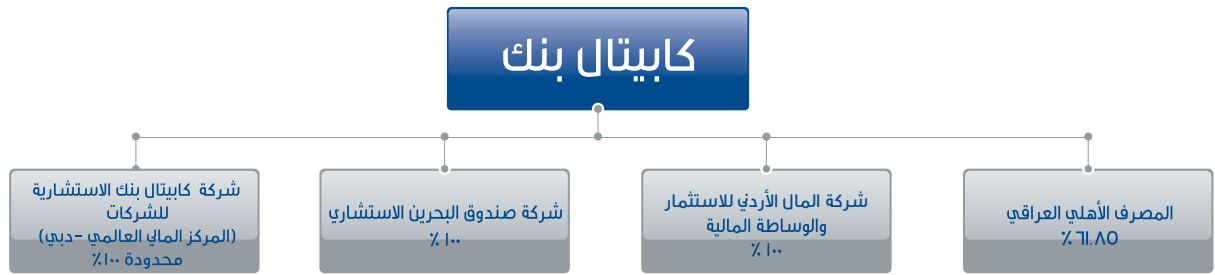 كابيتال بنك
المصرف الأهلي العراقي
٦١.٨٥ ٪
شركة المال الأردني للاستثمار
والوساطة المالية
١٠٠ ٪
شركة صندوق البحرين الاستشاري
١٠٠ ٪
شركة كابيتال بنك الاستشارية
للشركات
(المركز المالي العالمي -دبي)
محدودة ١٠٠٪